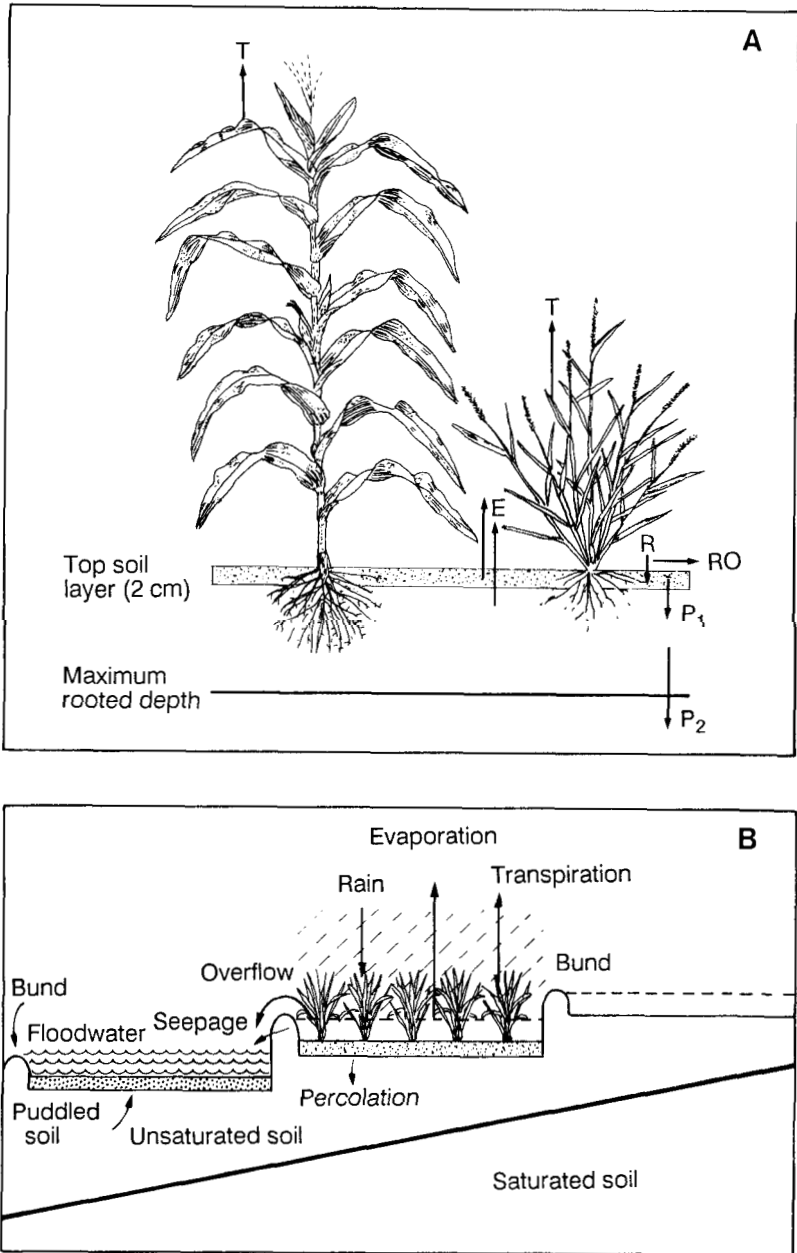 A
T
T
E
R
RO
Top soil
layer (2 cm)
P1
Maximum
rooted depth
P2
B
Evaporation
Rain
Transpiration
Overflow
Bund
Bund
Seepage
Floodwater
Percolation
Puddled
soil
Unsaturated soil
Saturated soil